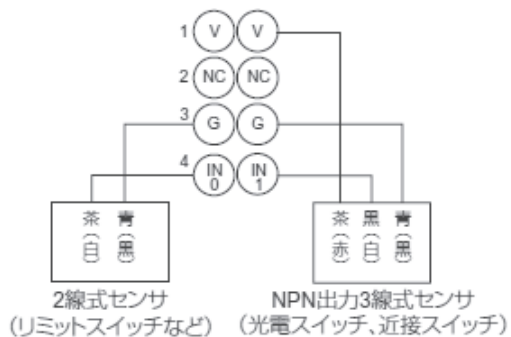 1 V V
2 NC NC
3 G G
4 IN 0 IN 1
茶(白) 青(黒)
茶(赤) 黒(白) 青(黒)
2線式センサ
(リミットスイッチなど)
NPN出力3線式センサ
(光電スイッチ、近接スイッチ)